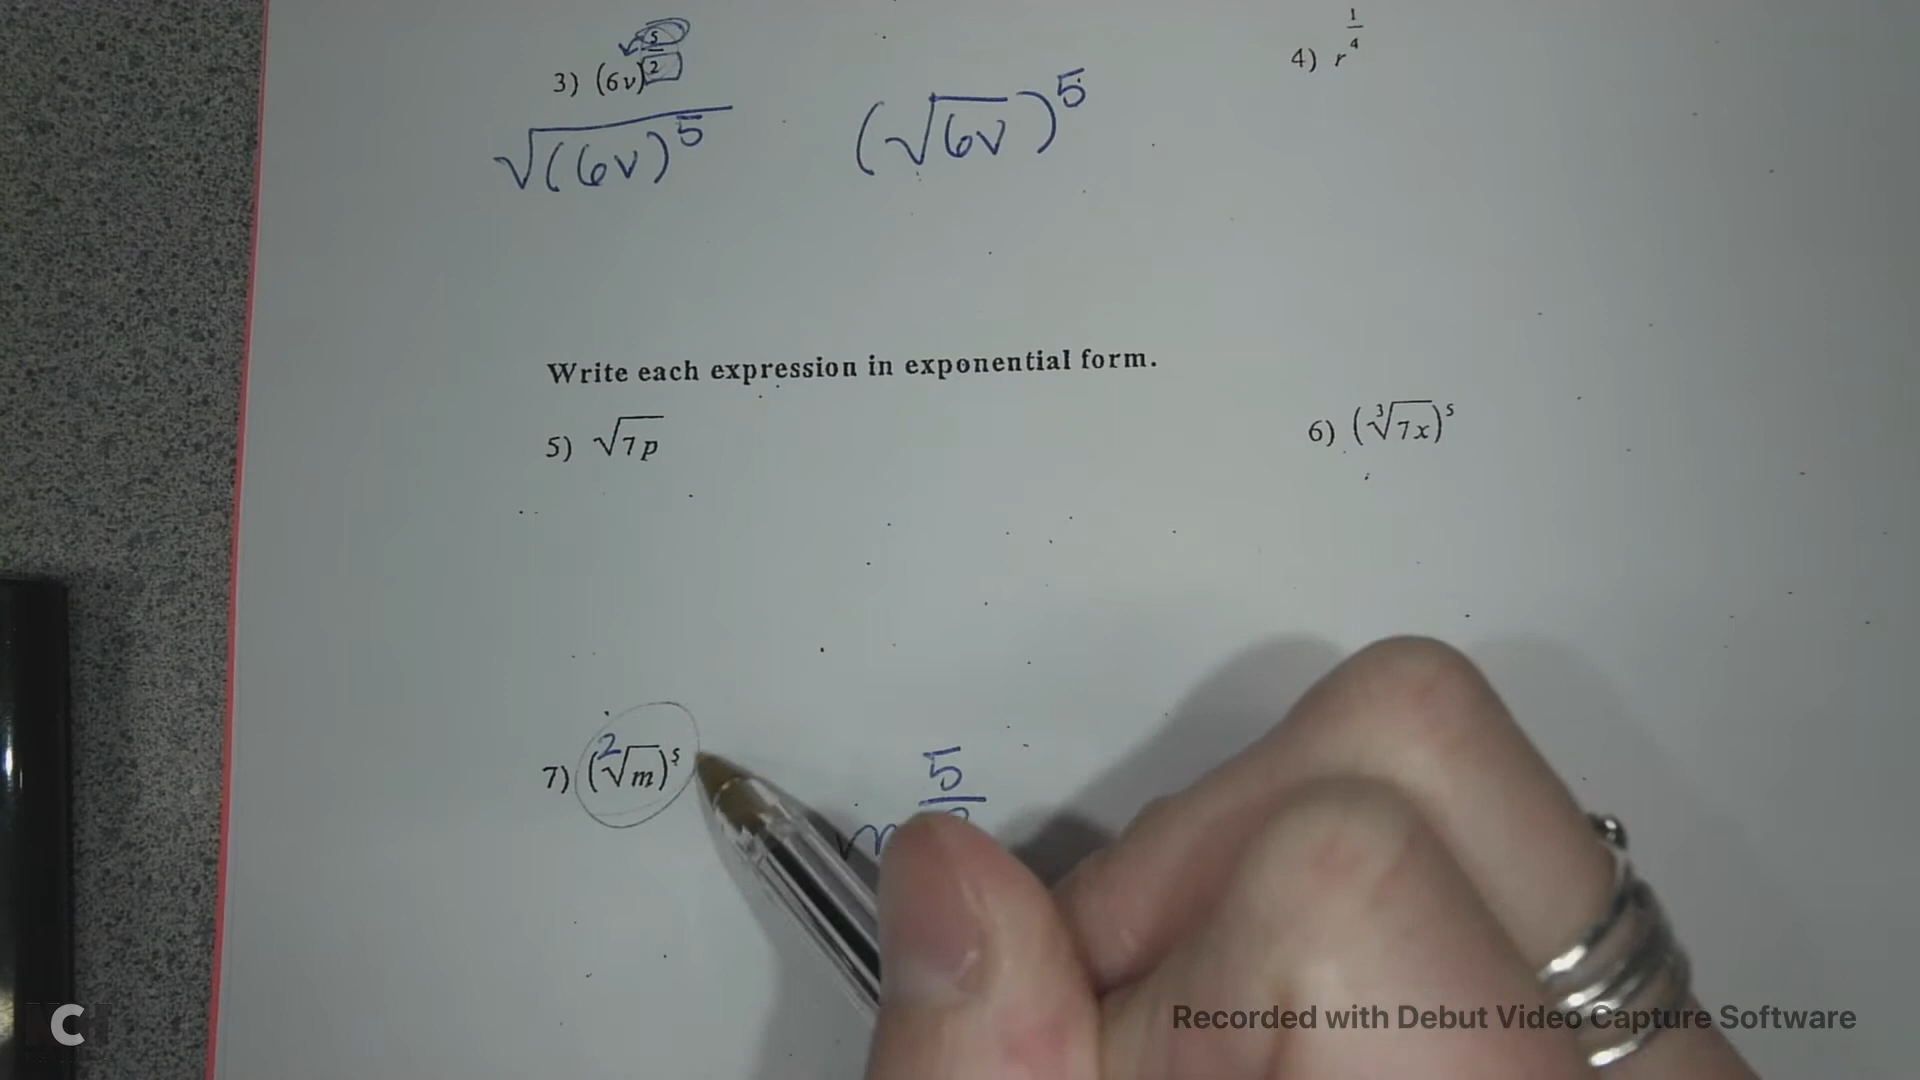 3) (6v)^(5/2)
4) r^(1/4)
√(6v)^5
(√6v)^5
Write each expression in exponential form.
5) √7p
6) (³√7x)^5
7) (²√m)^5
5
m
Recorded with Debut Video Capture Software